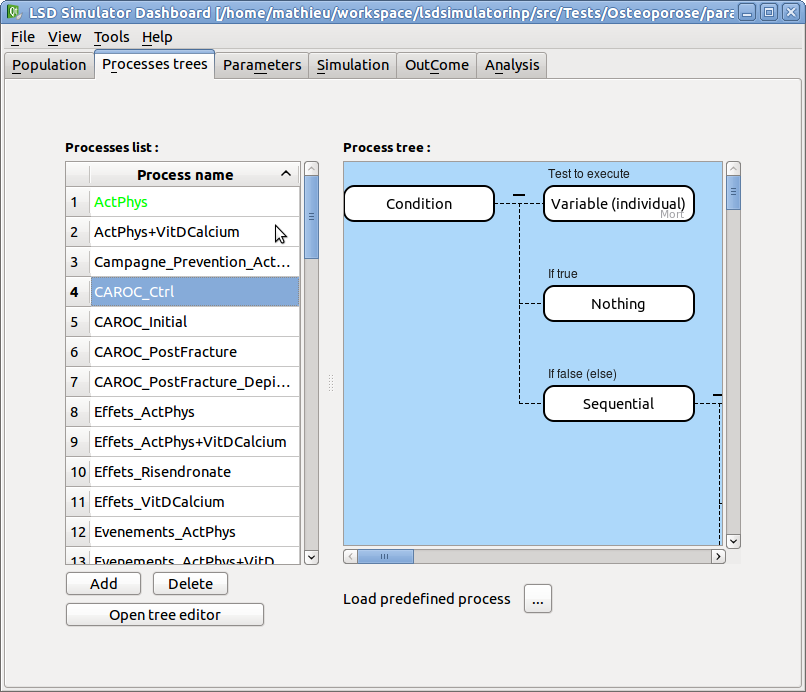 LSD Simulator Dashboard [/home/mathieu/workspace/lsdsimulatorinp/src/Tests/Osteoporose/para
File View Tools Help
Population Processes trees Parameters Simulation OutCome Analysis
Processes list :
Process name
1 ActPhys
2 ActPhys+VitDCalcium
3 Campagne_Prevention_Act...
4 CAROC_Ctrl
5 CAROC_Initial
6 CAROC_PostFracture
7 CAROC_PostFracture_Depi...
8 Effets_ActPhys
9 Effets_ActPhys+VitDCalcium
10 Effets_Risendronate
11 Effets_VitDCalcium
12 Evenements_ActPhys
13 Evenements_ActPhys+VitD
Add Delete
Open tree editor
Process tree :
Condition
Test to execute
Variable (individual)
Mort
If true
Nothing
If false (else)
Sequential
Load predefined process ...